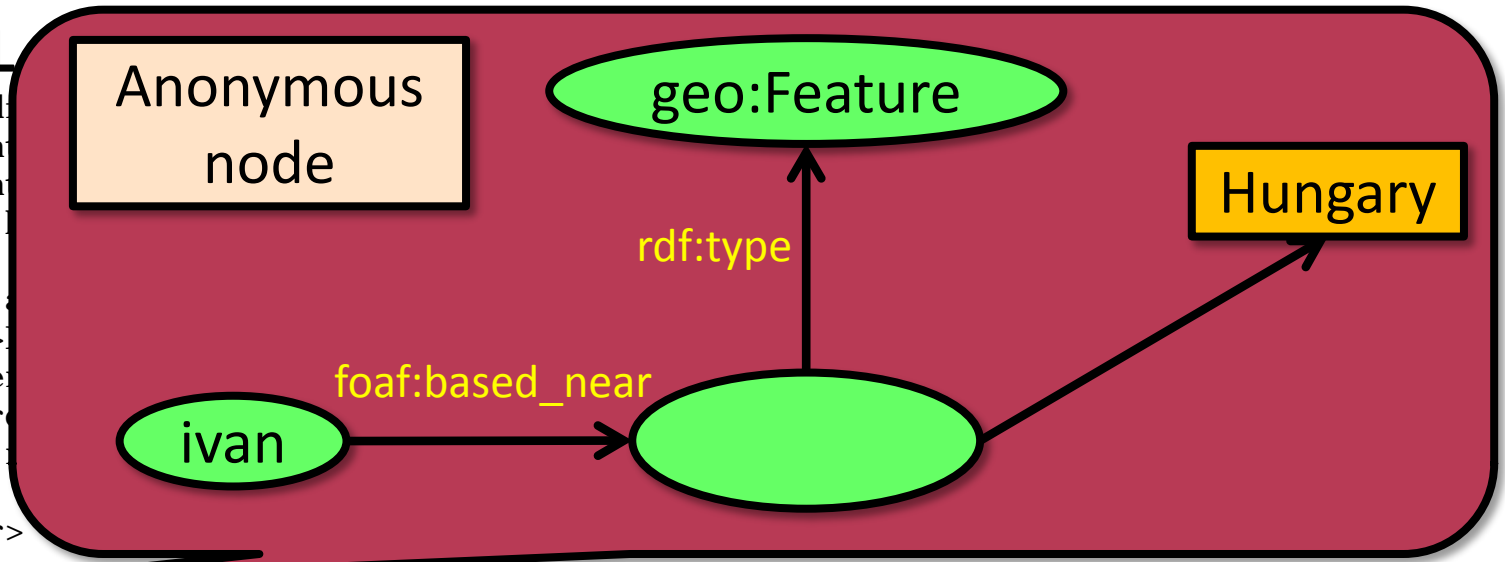 Anonymous
node
geo:Feature
Hungary
rdf:type
foaf:based_near
ivan